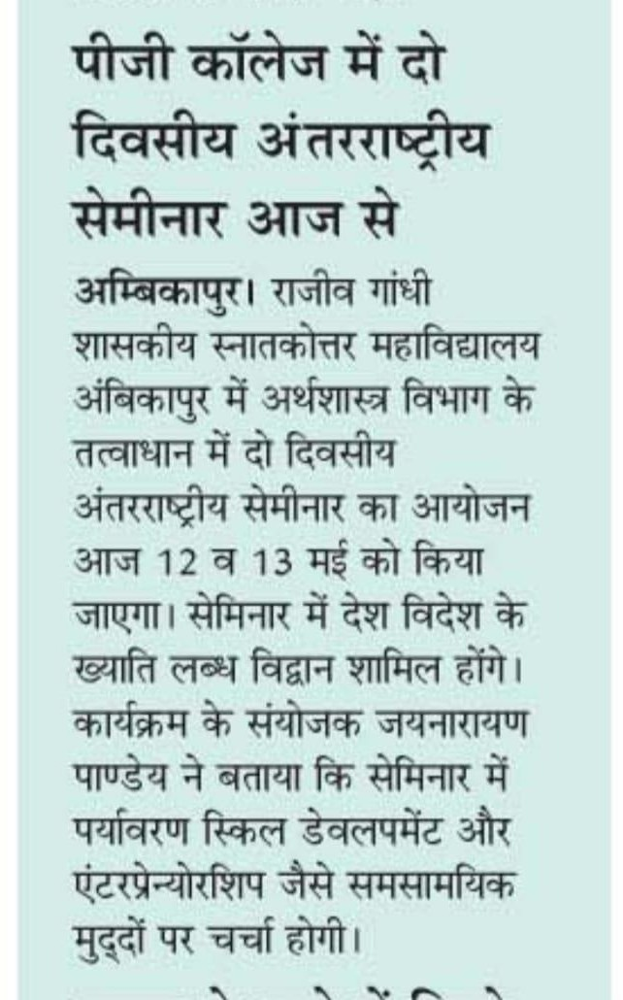 पीजी कॉलेज में दो
दिवसीय अंतरराष्ट्रीय
सेमीनार आज से
अम्बिकापुर। राजीव गांधी
शासकीय स्नातकोत्तर महाविद्यालय
अंबिकापुर में अर्थशास्त्र विभाग के
तत्वाधान में दो दिवसीय
अंतरराष्ट्रीय सेमीनार का आयोजन
आज 12 व 13 मई को किया
जाएगा। सेमिनार में देश विदेश के
ख्याति लब्ध विद्वान शामिल होंगे।
कार्यक्रम के संयोजक जयनारायण
पाण्डेय ने बताया कि सेमिनार में
पर्यावरण स्किल डेवलपमेंट और
एंटरप्रेन्योरशिप जैसे समसामयिक
मुद्दों पर चर्चा होगी।